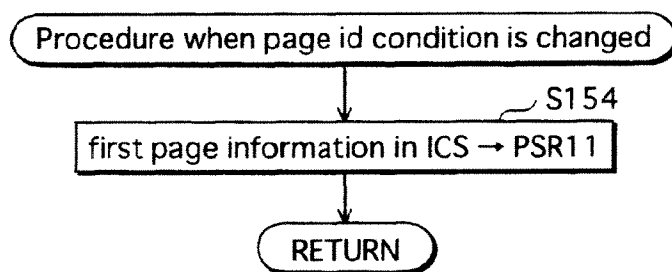 Procedure when page id condition is changed
S154
first page information in ICS → PSR11
RETURN